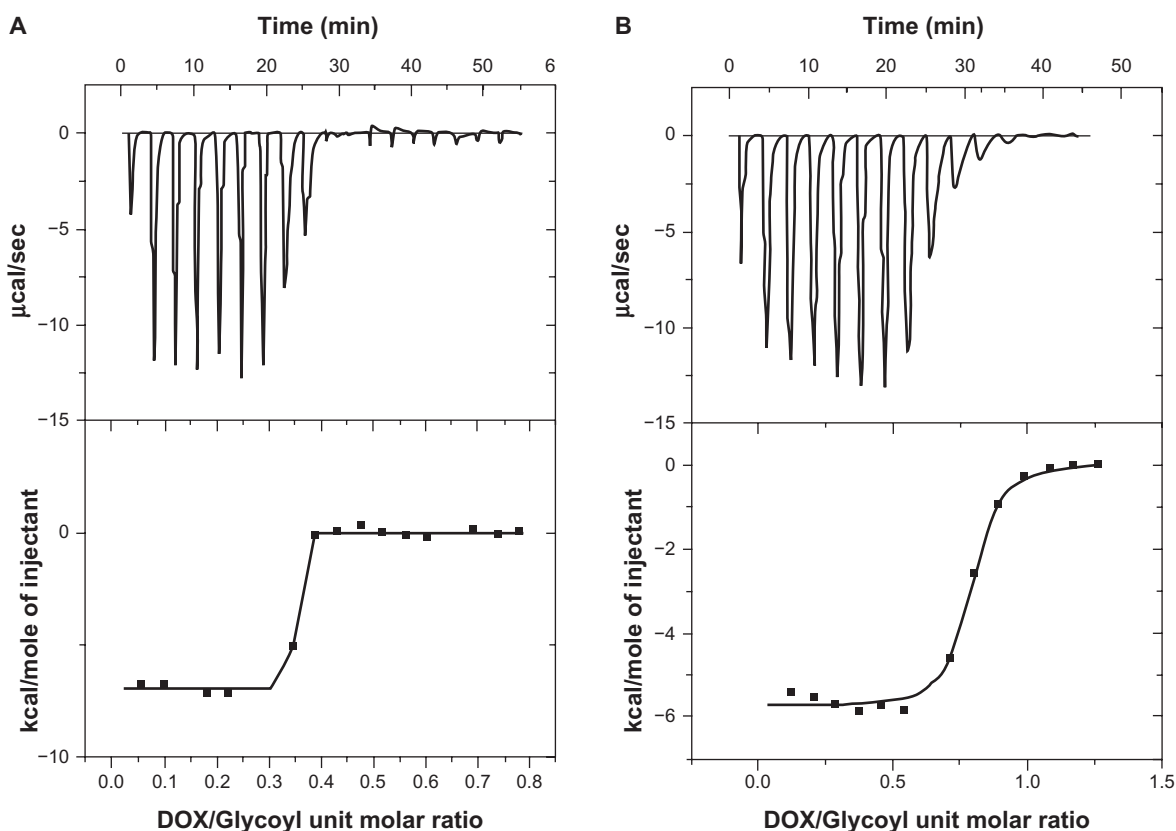 A
Time (min)
0 10 20 30 40 50 6
0
−5
−10
−15
µcal/sec
0
−5
−10
kcal/mole of injectant
0.0 0.1 0.2 0.3 0.4 0.5 0.6 0.7 0.8
DOX/Glycoyl unit molar ratio
B
Time (min)
0 10 20 30 40 50
0
−5
−10
−15
µcal/sec
0
−2
−4
−6
kcal/mole of injectant
0.0 0.5 1.0 1.5
DOX/Glycoyl unit molar ratio